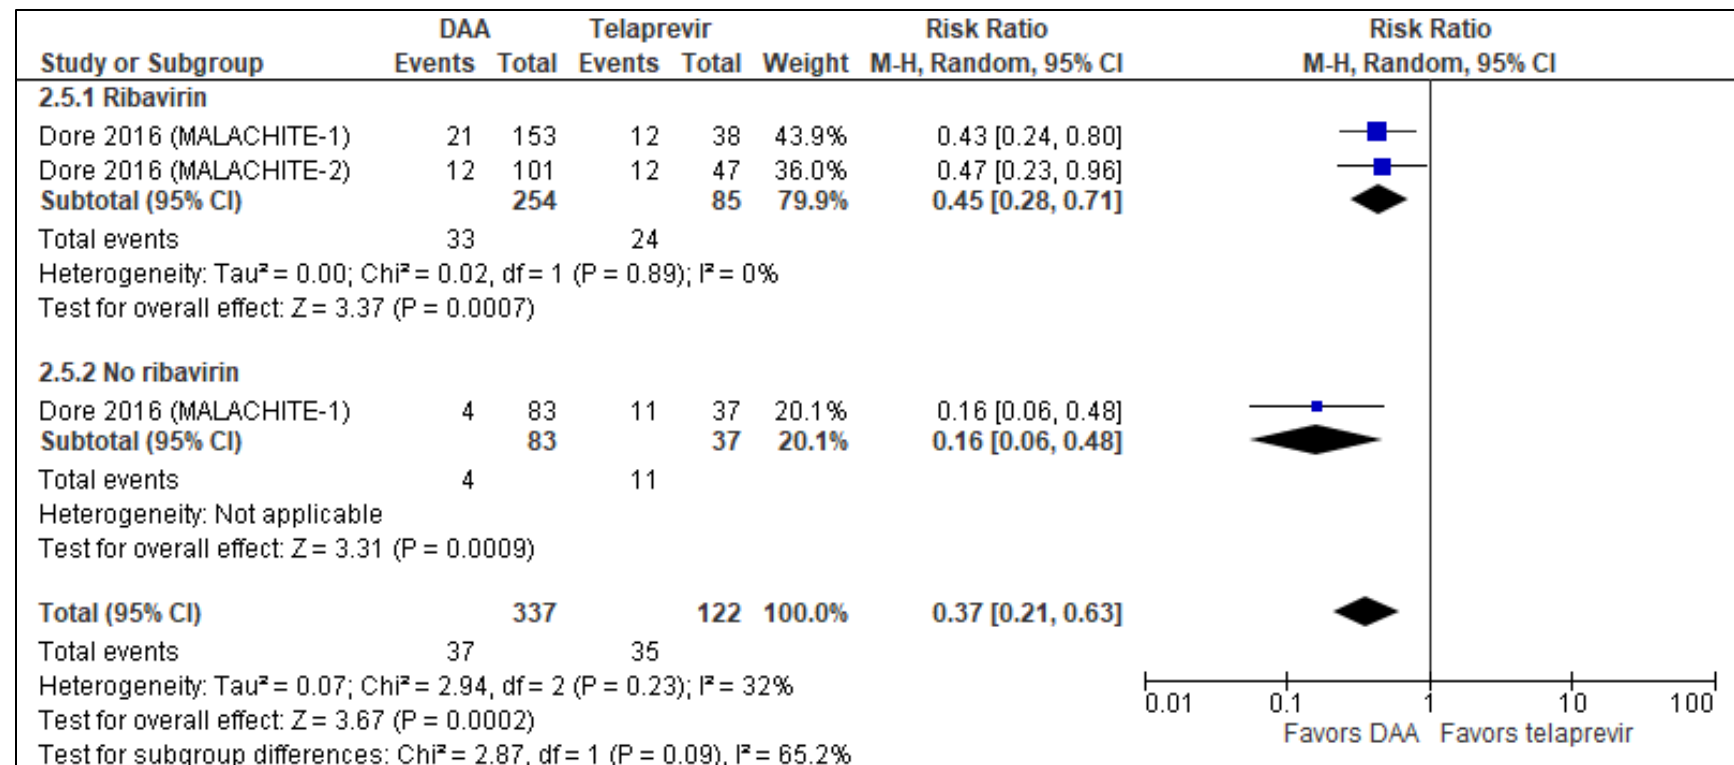 DAA Telaprevir Risk Ratio Risk Ratio
Study or Subgroup Events Total Events Total Weight M-H, Random, 95% CI M-H, Random, 95% CI
2.5.1 Ribavirin
Dore 2016 (MALACHITE-1) 21 153 12 38 43.9% 0.43 [0.24, 0.80]
Dore 2016 (MALACHITE-2) 12 101 12 47 36.0% 0.47 [0.23, 0.96]
Subtotal (95% CI) 254 85 79.9% 0.45 [0.28, 0.71]
Total events 33 24
Heterogeneity: Tau² = 0.00; Chi² = 0.02, df = 1 (P = 0.89); I² = 0%
Test for overall effect: Z = 3.37 (P = 0.0007)
2.5.2 No ribavirin
Dore 2016 (MALACHITE-1) 4 83 11 37 20.1% 0.16 [0.06, 0.48]
Subtotal (95% CI) 83 37 20.1% 0.16 [0.06, 0.48]
Total events 4 11
Heterogeneity: Not applicable
Test for overall effect: Z = 3.31 (P = 0.0009)
Total (95% CI) 337 122 100.0% 0.37 [0.21, 0.63]
Total events 37 35
Heterogeneity: Tau² = 0.07; Chi² = 2.94, df = 2 (P = 0.23); I² = 32%
Test for overall effect: Z = 3.67 (P = 0.0002)
Test for subgroup differences: Chi² = 2.87, df = 1 (P = 0.09), I² = 65.2%
0.01 0.1 1 10 100
Favors DAA Favors telaprevir